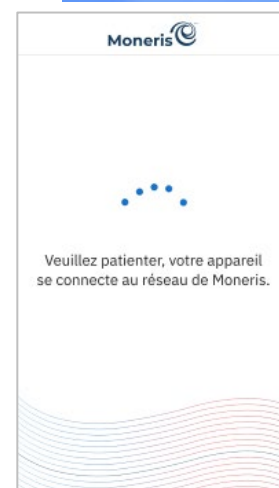 Moneris
Veuillez patienter, votre appareil
se connecte au réseau de Moneris.